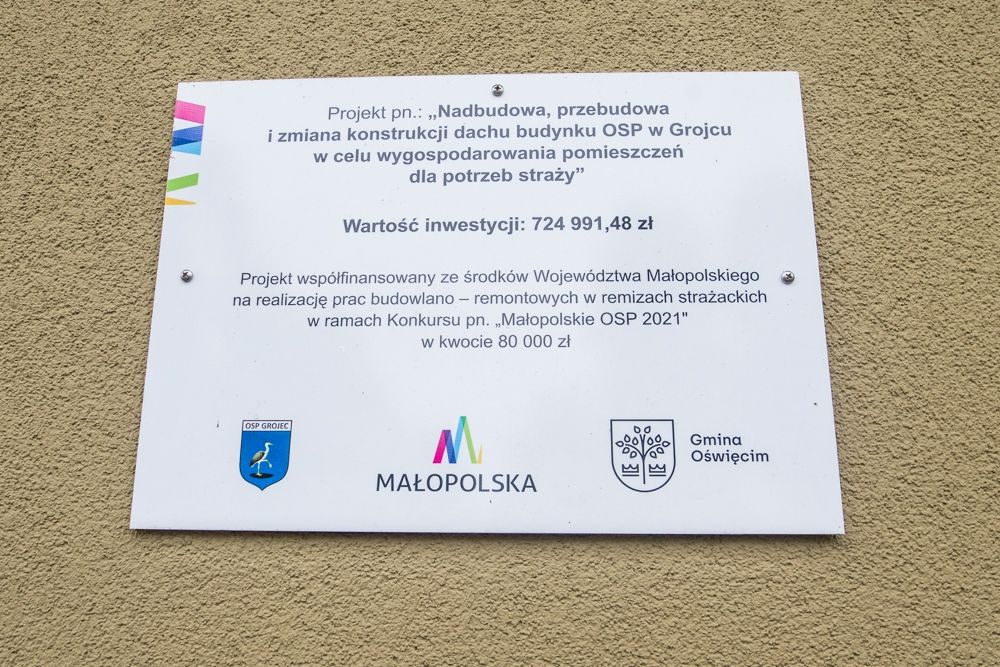 Projekt pn.: „Nadbudowa, przebudowa
i zmiana konstrukcji dachu budynku OSP w Grojcu
w celu wygospodarowania pomieszczeń
dla potrzeb straży”
Wartość inwestycji: 724 991,48 zł
Projekt współfinansowany ze środków Województwa Małopolskiego
na realizację prac budowlano – remontowych w remizach strażackich
w ramach Konkursu pn. „Małopolskie OSP 2021"
w kwocie 80 000 zł
OSP GROJEC
MAŁOPOLSKA
Gmina
Oświęcim